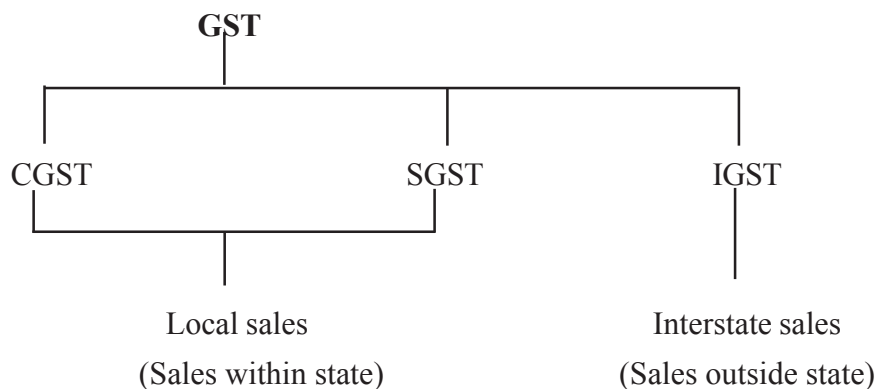 GST
CGST SGST IGST
Local sales Interstate sales
(Sales within state) (Sales outside state)